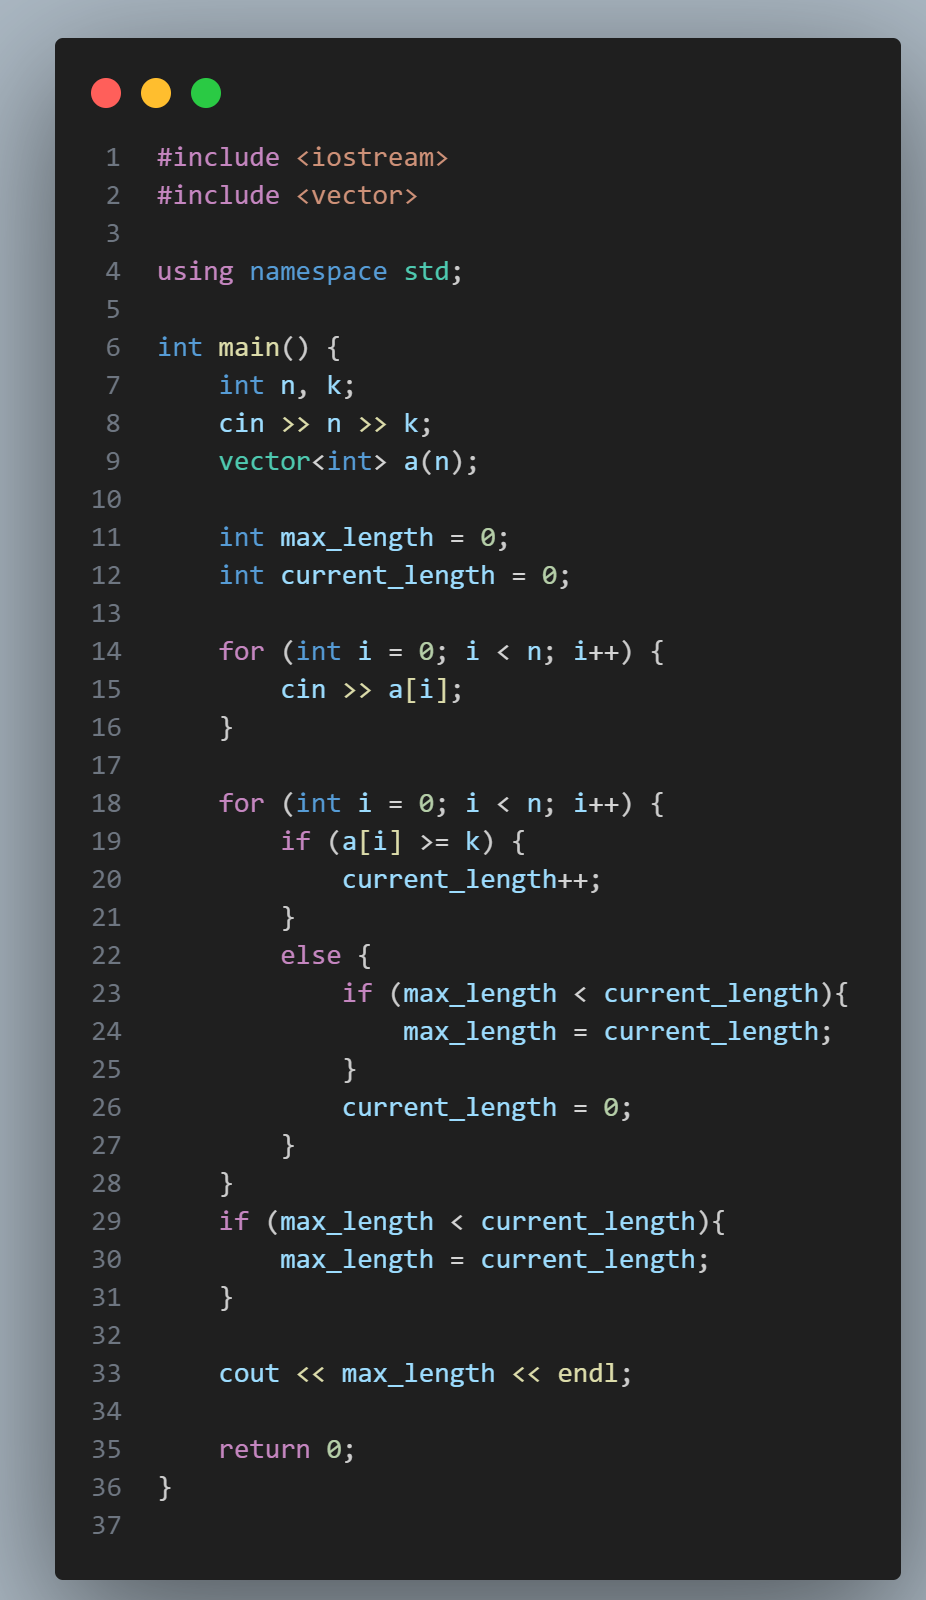 1 #include <iostream>
2 #include <vector>
3
4 using namespace std;
5
6 int main() {
7     int n, k;
8     cin >> n >> k;
9     vector<int> a(n);
10
11     int max_length = 0;
12     int current_length = 0;
13
14     for (int i = 0; i < n; i++) {
15         cin >> a[i];
16     }
17
18     for (int i = 0; i < n; i++) {
19         if (a[i] >= k) {
20             current_length++;
21         }
22         else {
23             if (max_length < current_length){
24                 max_length = current_length;
25             }
26             current_length = 0;
27         }
28     }
29     if (max_length < current_length){
30         max_length = current_length;
31     }
32
33     cout << max_length << endl;
34
35     return 0;
36 }
37